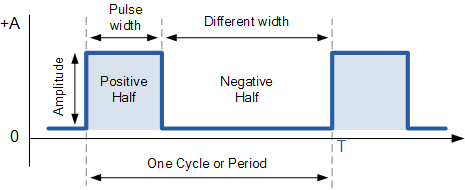 +A
Pulse
width
Different width
Amplitude
Positive
Half
Negative
Half
0
T
One Cycle or Period